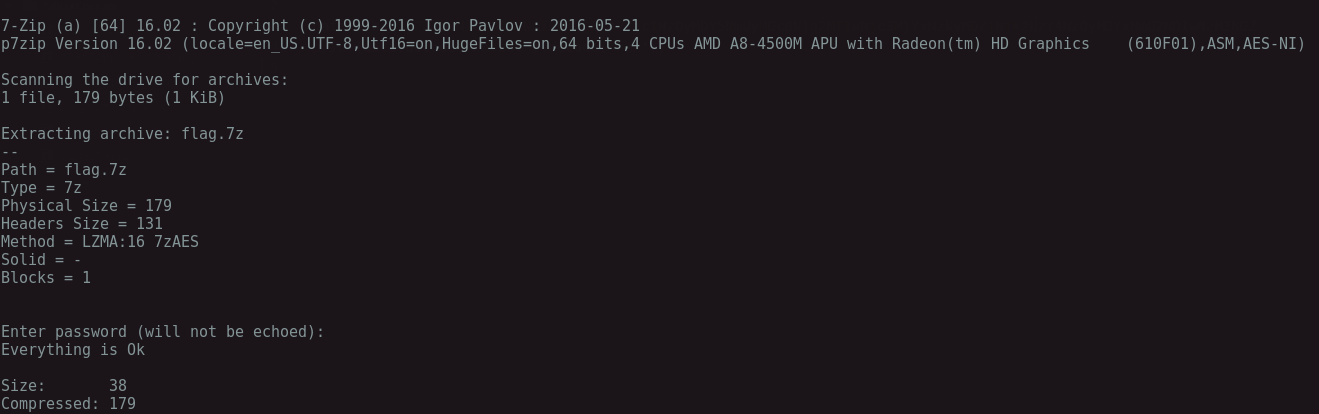 7-Zip (a) [64] 16.02 : Copyright (c) 1999-2016 Igor Pavlov : 2016-05-21
p7zip Version 16.02 (locale=en_US.UTF-8,Utf16=on,HugeFiles=on,64 bits,4 CPUs AMD A8-4500M APU with Radeon(tm) HD Graphics    (610F01),ASM,AES-NI)
Scanning the drive for archives:
1 file, 179 bytes (1 KiB)
Extracting archive: flag.7z
--
Path = flag.7z
Type = 7z
Physical Size = 179
Headers Size = 131
Method = LZMA:16 7zAES
Solid = -
Blocks = 1
Enter password (will not be echoed):
Everything is Ok
Size:       38
Compressed: 179